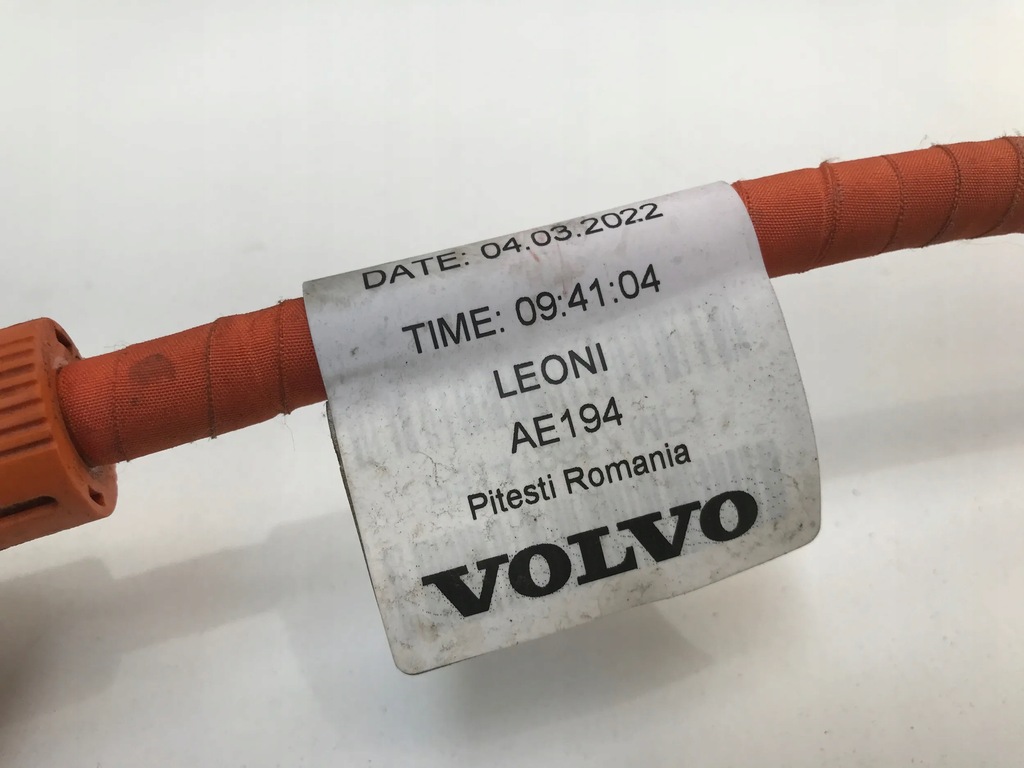 DATE: 04.03.2022
TIME: 09:41:04
LEONI
AE194
Pitesti Romania
VOLVO